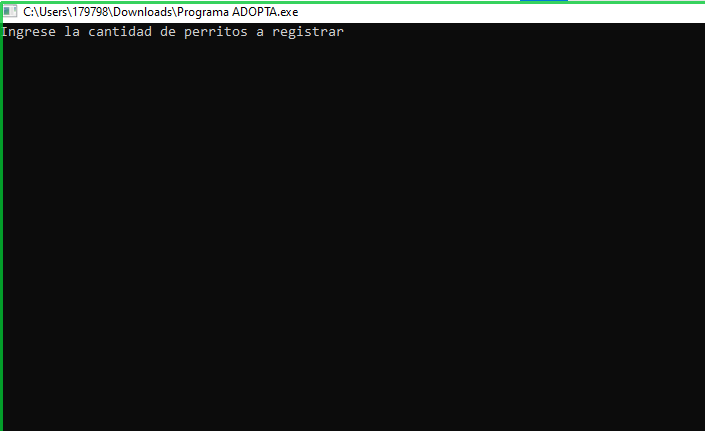 C:\Users\179798\Downloads\Programa ADOPTA.exe
Ingrese la cantidad de perritos a registrar